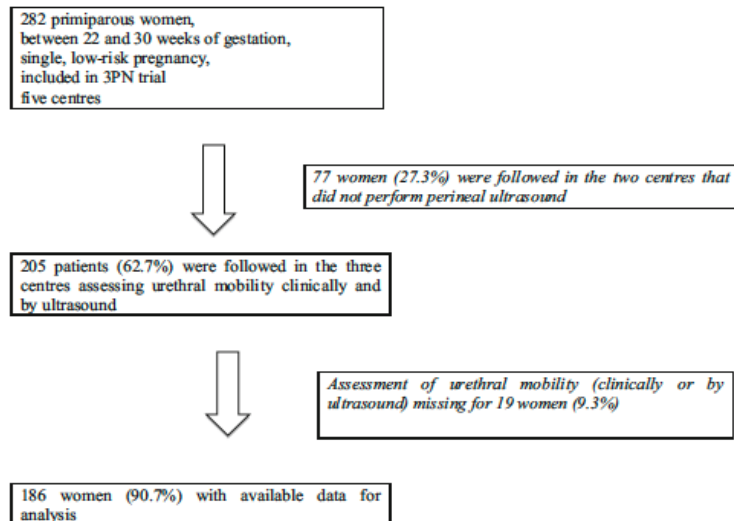 282 primiparous women,
between 22 and 30 weeks of gestation,
single, low-risk pregnancy,
included in 3PN trial
five centres
77 women (27.3%) were followed in the two centres that
did not perform perineal ultrasound
205 patients (62.7%) were followed in the three
centres assessing urethral mobility clinically and
by ultrasound
Assessment of urethral mobility (clinically or by
ultrasound) missing for 19 women (9.3%)
186 women (90.7%) with available data for
analysis